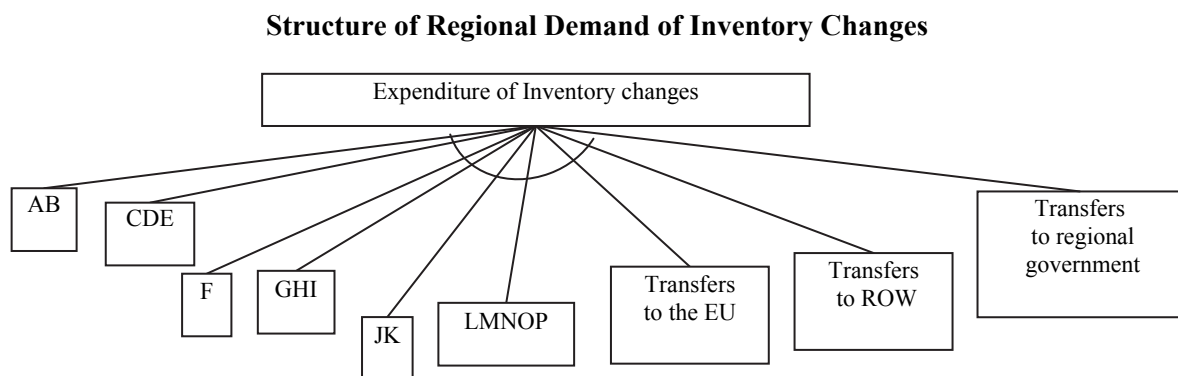 Structure of Regional Demand of Inventory Changes
Expenditure of Inventory changes
AB
CDE
F
GHI
JK
LMNOP
Transfers
to the EU
Transfers
to ROW
Transfers
to regional
government